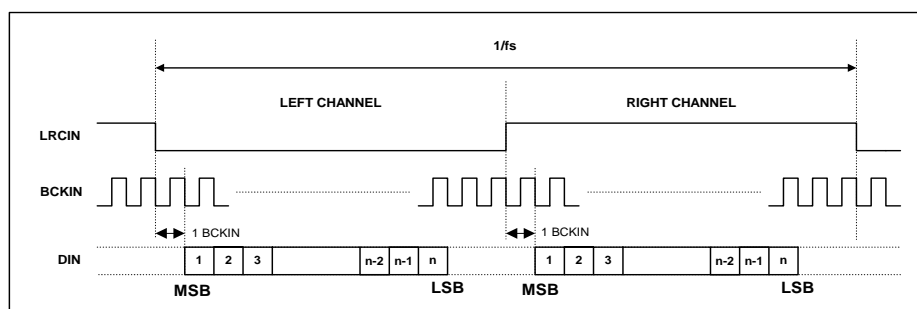 1/fs
LEFT CHANNEL RIGHT CHANNEL
LRCIN
BCKIN
1 BCKIN 1 BCKIN
DIN 1 2 3 n-2 n-1 n 1 2 3 n-2 n-1 n
MSB LSB MSB LSB